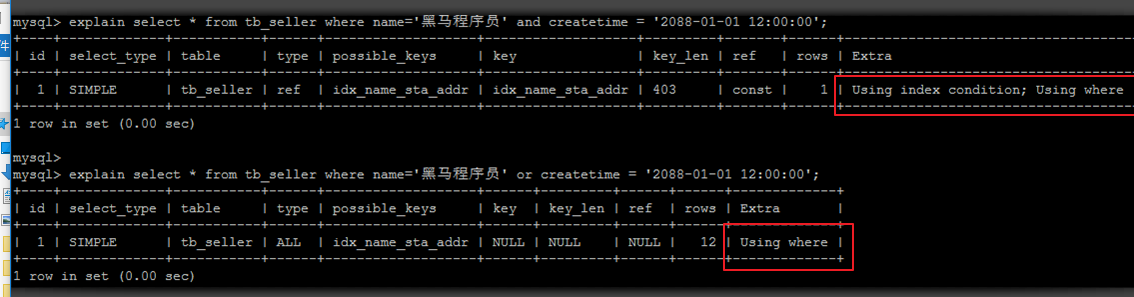 mysql> explain select * from tb_seller where name='黑马程序员' and createtime = '2088-01-01 12:00:00';
| id | select_type | table | type | possible_keys | key | key_len | ref | rows | Extra
| 1 | SIMPLE | tb_seller | ref | idx_name_sta_addr | idx_name_sta_addr | 403 | const | 1 | Using index condition; Using where
1 row in set (0.00 sec)
mysql>
mysql> explain select * from tb_seller where name='黑马程序员' or createtime = '2088-01-01 12:00:00';
| id | select_type | table | type | possible_keys | key | key_len | ref | rows | Extra |
| 1 | SIMPLE | tb_seller | ALL | idx_name_sta_addr | NULL | NULL | NULL | 12 | Using where |
1 row in set (0.00 sec)